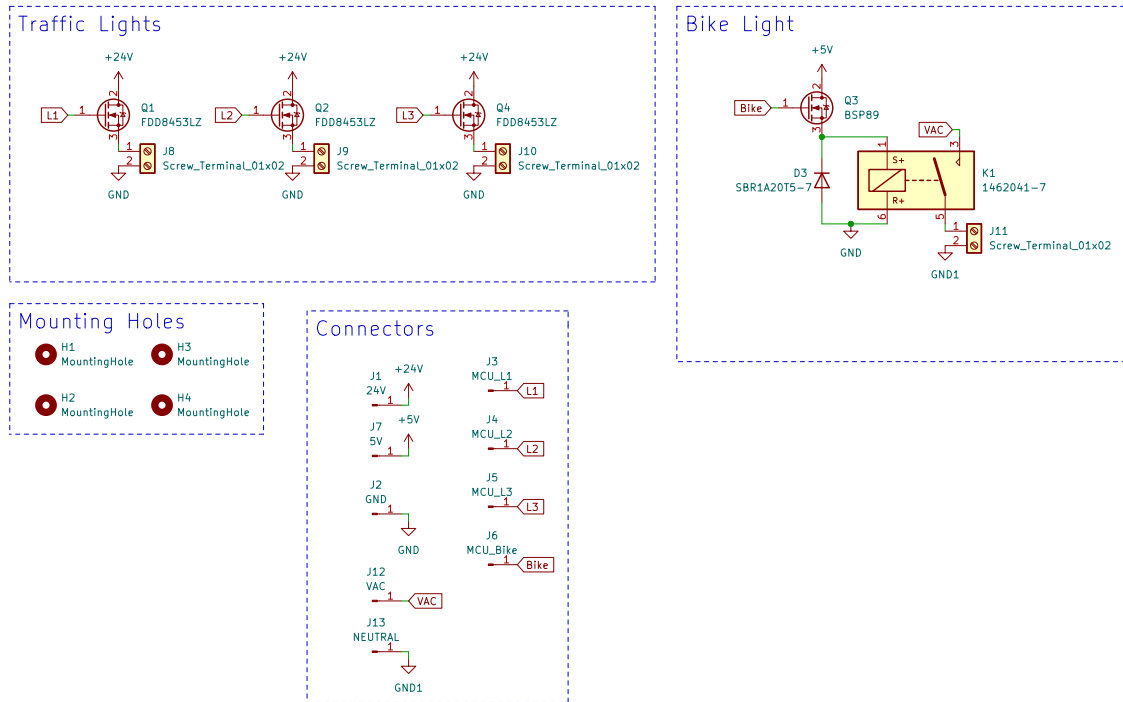 Traffic Lights
+24V
L1
1
2
3
Q1
FDD8453LZ
1
2
J8
Screw_Terminal_01x02
GND
+24V
L2
1
2
3
Q2
FDD8453LZ
1
2
J9
Screw_Terminal_01x02
GND
+24V
L3
1
2
3
Q4
FDD8453LZ
1
2
J10
Screw_Terminal_01x02
GND
Bike Light
+5V
Bike
1
2
3
Q3
BSP89
VAC
3
1
S+
R+
6
5
K1
1462041-7
D3
SBR1A20T5-7
GND
1
2
J11
Screw_Terminal_01x02
GND1
Mounting Holes
H1
MountingHole
H3
MountingHole
H2
MountingHole
H4
MountingHole
Connectors
J1
24V
1
+24V
J7
5V
1
+5V
J2
GND
1
GND
J12
VAC
1
VAC
J13
NEUTRAL
1
GND1
J3
MCU_L1
1
L1
J4
MCU_L2
1
L2
J5
MCU_L3
1
L3
J6
MCU_Bike
1
Bike